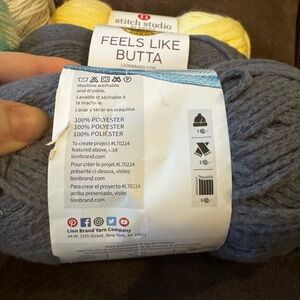 stitch studio
FEELS LIKE
BUTTA
LIONBRAND.COM
Machine washable
and dryable.
Lavable et séchable à
la machine.
Lavar y secar en máquina.
100% POLYESTER
100% POLYESTER
100% POLYESTER
To create project #L70224
featured above, visit
lionbrand.com.
Pour créer le projet #L70224
présenté ci-dessus, visitez
lionbrand.com.
Para crear el proyecto #L70224
arriba presentado, visite
lionbrand.com.
Lion Brand Yarn Company
34 W. 15th Street, New York, NY 10011